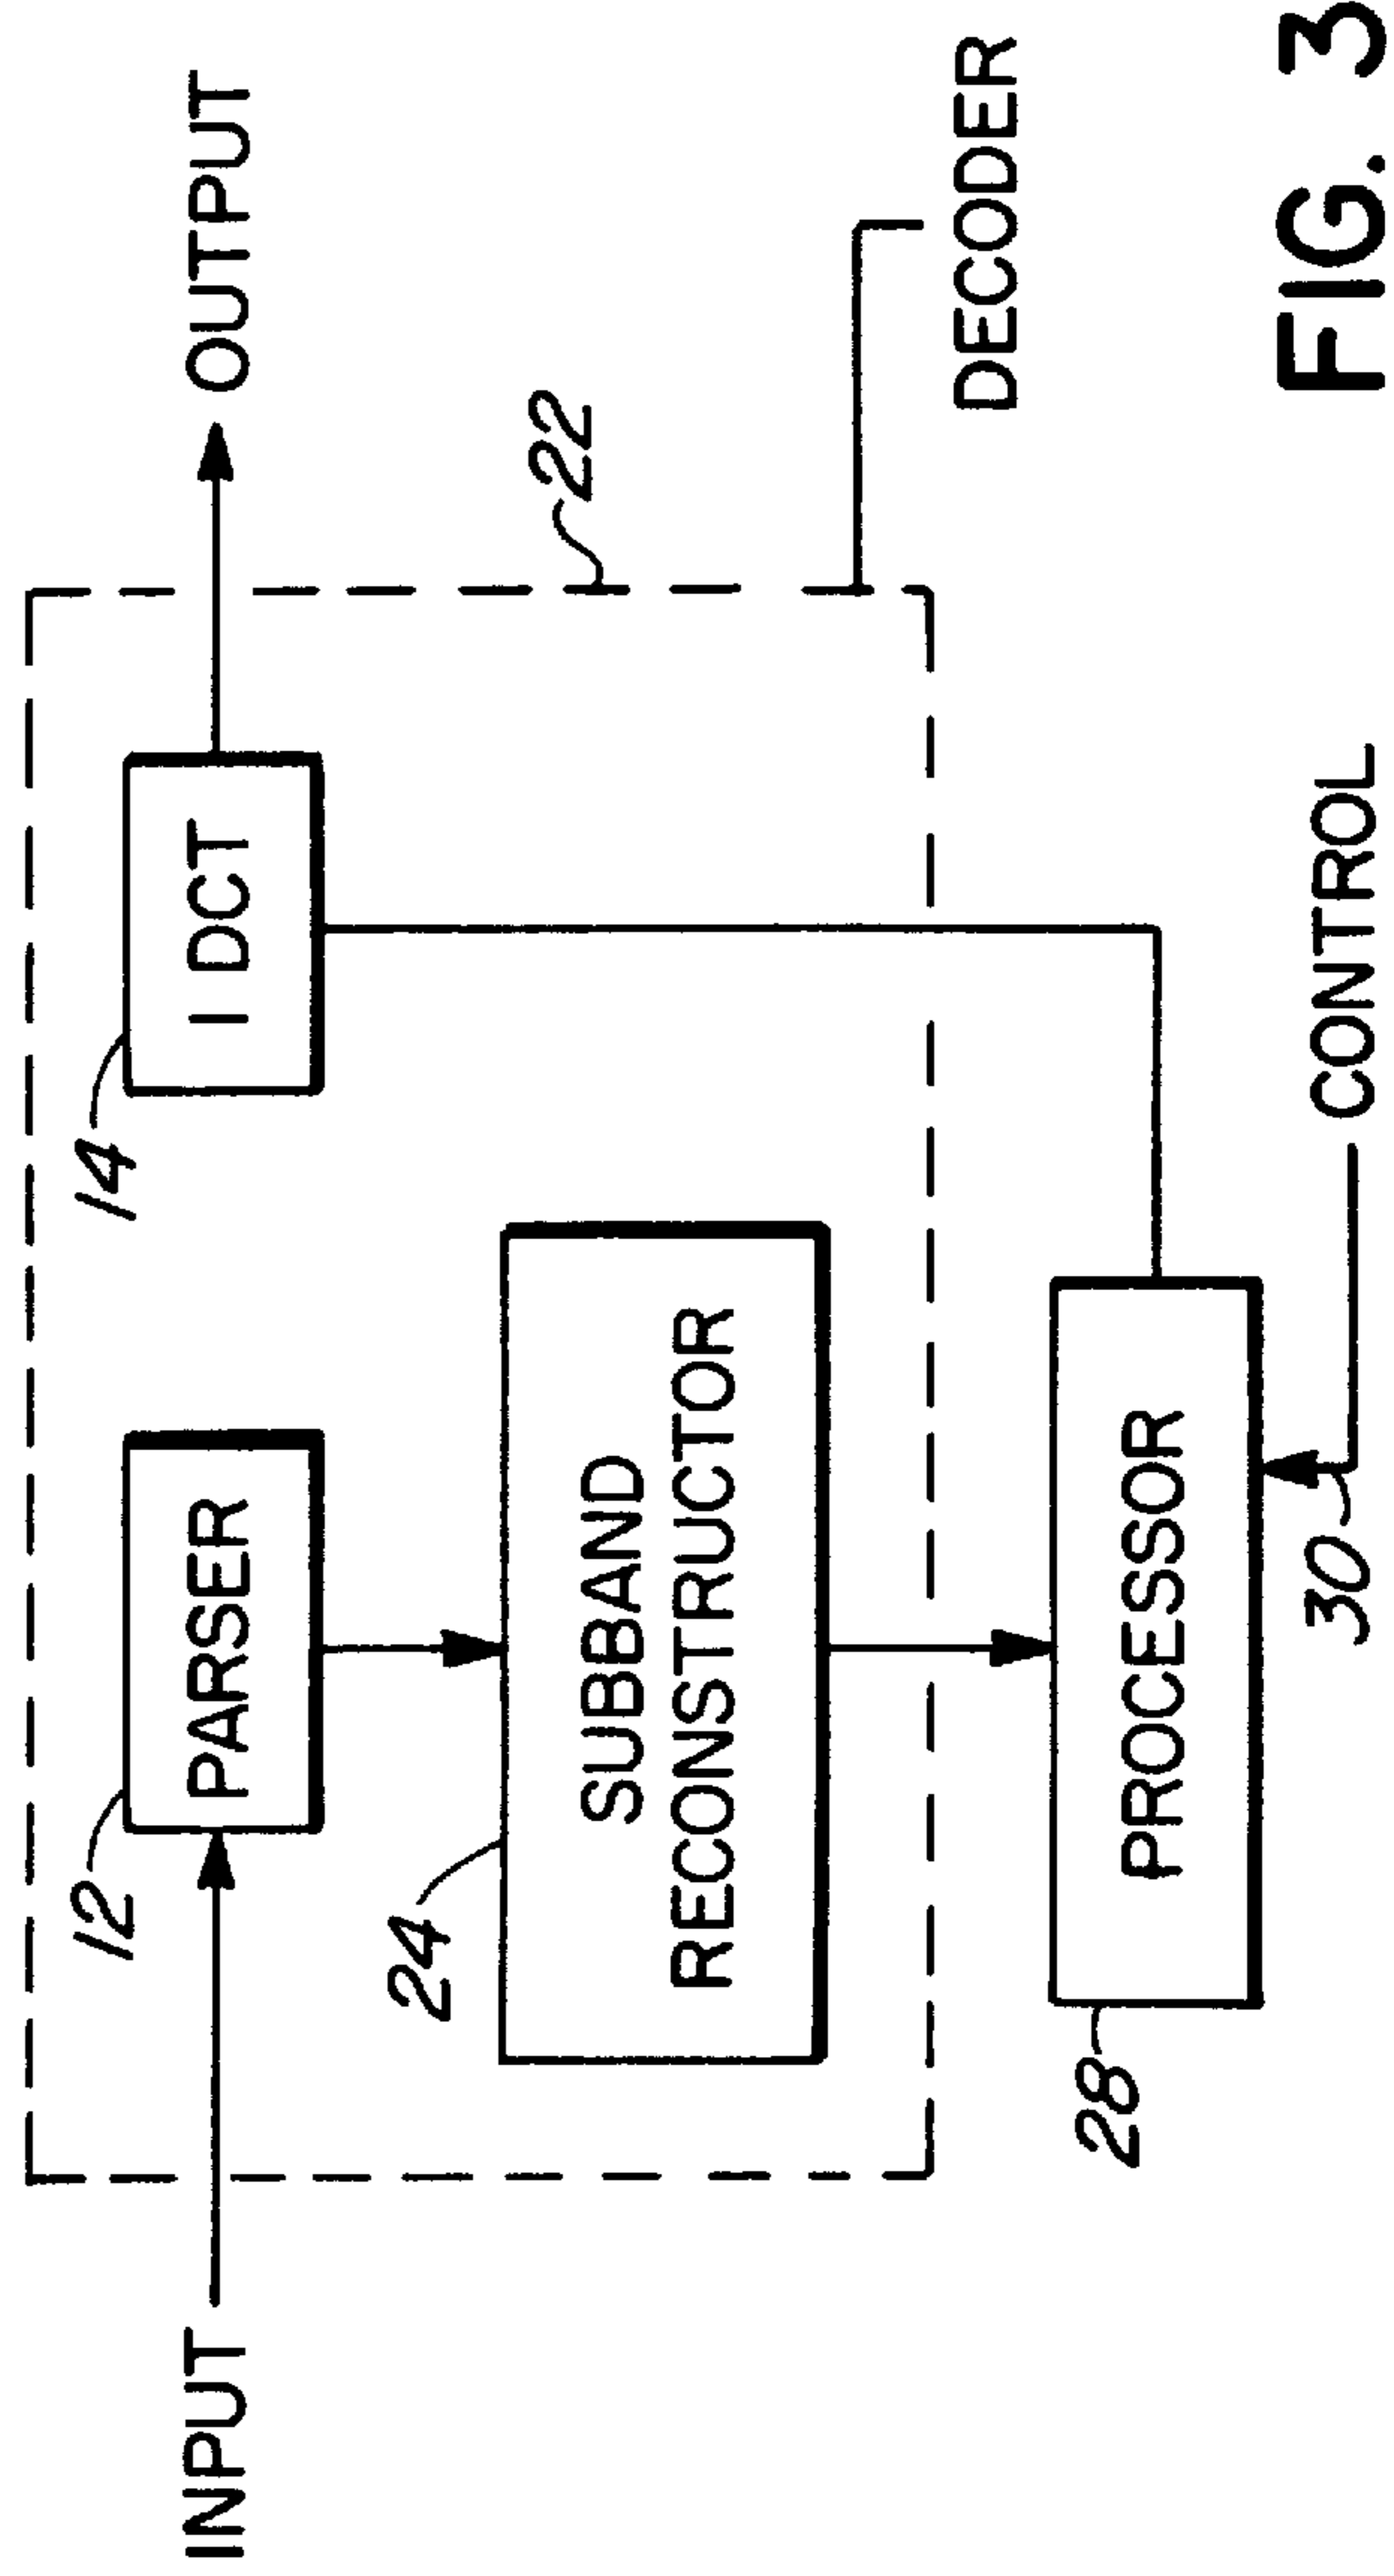 INPUT
12
PARSER
14
I DCT
OUTPUT
24
SUBBAND
RECONSTRUCTOR
22
28
PROCESSOR
DECODER
30
CONTROL
FIG. 3